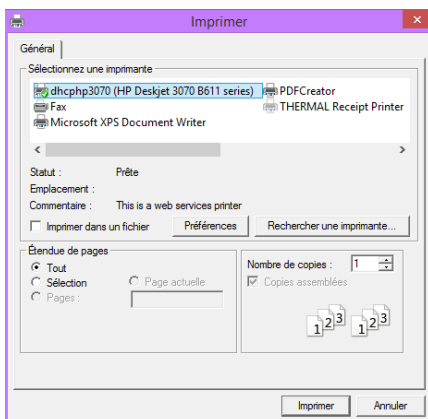 Imprimer
Général
Sélectionnez une imprimante
dhcphp3070 (HP Deskjet 3070 B611 series) PDFCreator
Fax THERMAL Receipt Printer
Microsoft XPS Document Writer
Statut : Prête
Emplacement :
Commentaire : This is a web services printer
Imprimer dans un fichier Préférences Rechercher une imprimante...
Étendue de pages
Tout
Sélection Page actuelle
Pages :
Nombre de copies : 1
Copies assemblées
1 2 3 1 2 3
Imprimer Annuler